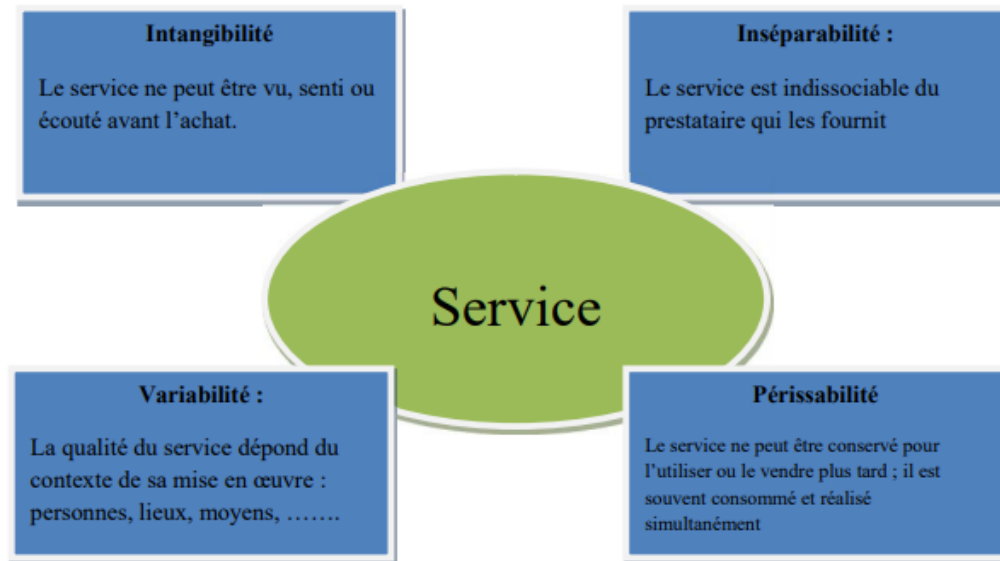 Intangibilité
Le service ne peut être vu, senti ou
écouté avant l'achat.
Inséparabilité :
Le service est indissociable du
prestataire qui les fournit
Service
Variabilité :
La qualité du service dépond du
contexte de sa mise en œuvre :
personnes, lieux, moyens, …….
Périssabilité
Le service ne peut être conservé pour
l'utiliser ou le vendre plus tard ; il est
souvent consommé et réalisé
simultanément